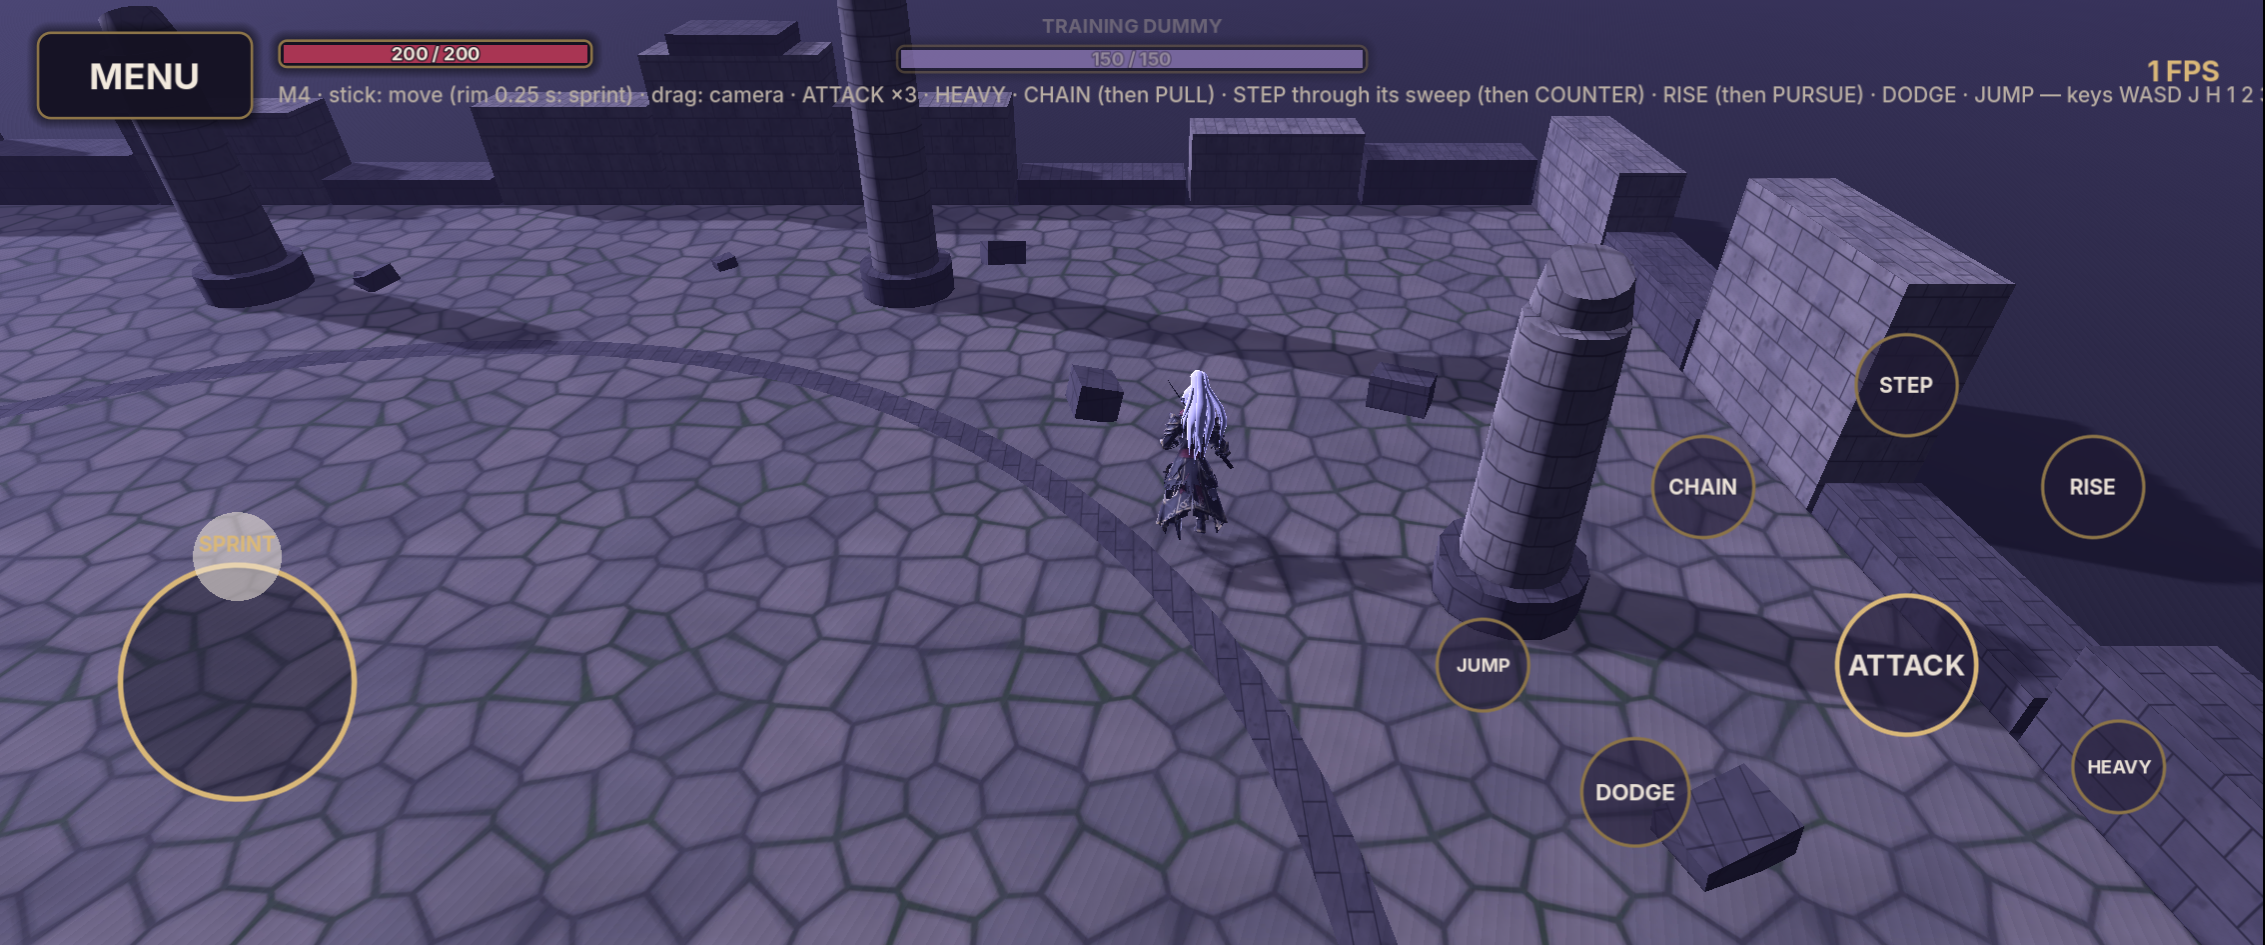 TRAINING DUMMY
MENU
200 / 200
150 / 150
1 FPS
M4 · stick: move (rim 0.25 s: sprint) · drag: camera · ATTACK ×3 · HEAVY · CHAIN (then PULL) · STEP through its sweep (then COUNTER) · RISE (then PURSUE) · DODGE · JUMP — keys WASD J H 1 2
STEP
CHAIN
RISE
SPRINT
JUMP
ATTACK
HEAVY
DODGE